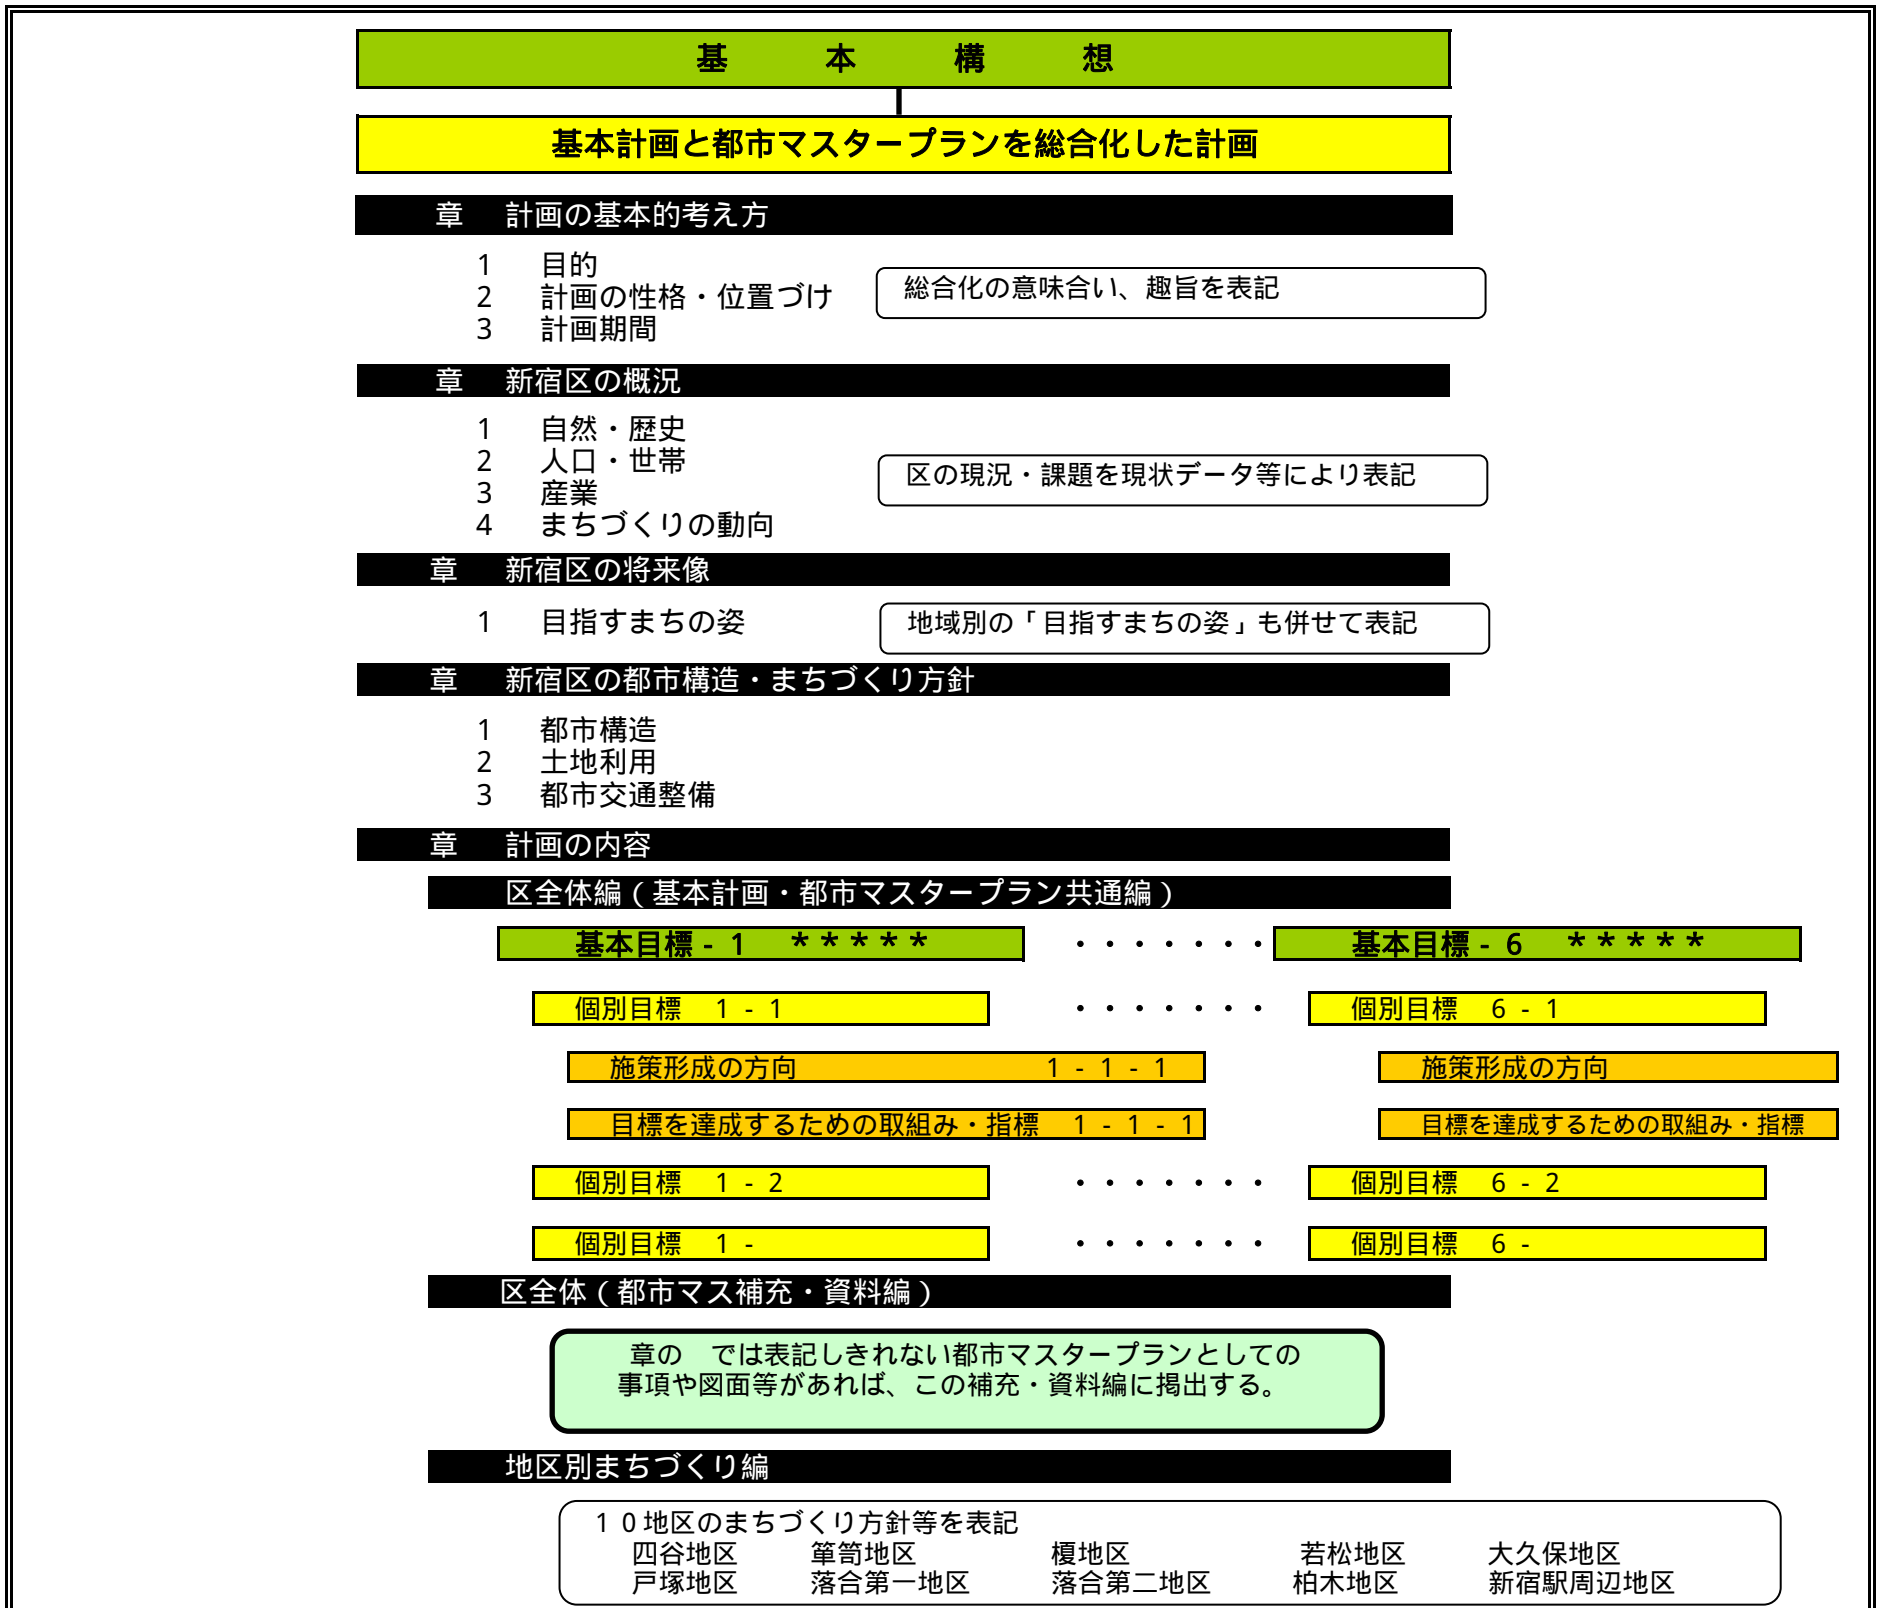 基本構想
基本計画と都市マスタープランを総合化した計画
章 計画の基本的考え方
1 目的
2 計画の性格・位置づけ
3 計画期間
総合化の意味合い、趣旨を表記
章 新宿区の概況
1 自然・歴史
2 人口・世帯
3 産業
4 まちづくりの動向
区の現況・課題を現状データ等により表記
章 新宿区の将来像
1 目指すまちの姿
地域別の「目指すまちの姿」も併せて表記
章 新宿区の都市構造・まちづくり方針
1 都市構造
2 土地利用
3 都市交通整備
章 計画の内容
区全体編(基本計画・都市マスタープラン共通編)
基本目標-1 *****  ・・・・・・・ 基本目標-6 *****
個別目標 1-1 ・・・・・・・ 個別目標 6-1
施策形成の方向 1-1-1 施策形成の方向
目標を達成するための取組み・指標 1-1-1 目標を達成するための取組み・指標
個別目標 1-2 ・・・・・・・ 個別目標 6-2
個別目標 1- ・・・・・・・ 個別目標 6-
区全体(都市マス補充・資料編)
章の では表記しきれない都市マスタープランとしての
事項や図面等があれば、この補充・資料編に掲出する。
地区別まちづくり編
10地区のまちづくり方針等を表記
四谷地区 箪笥地区 榎地区 若松地区 大久保地区
戸塚地区 落合第一地区 落合第二地区 柏木地区 新宿駅周辺地区